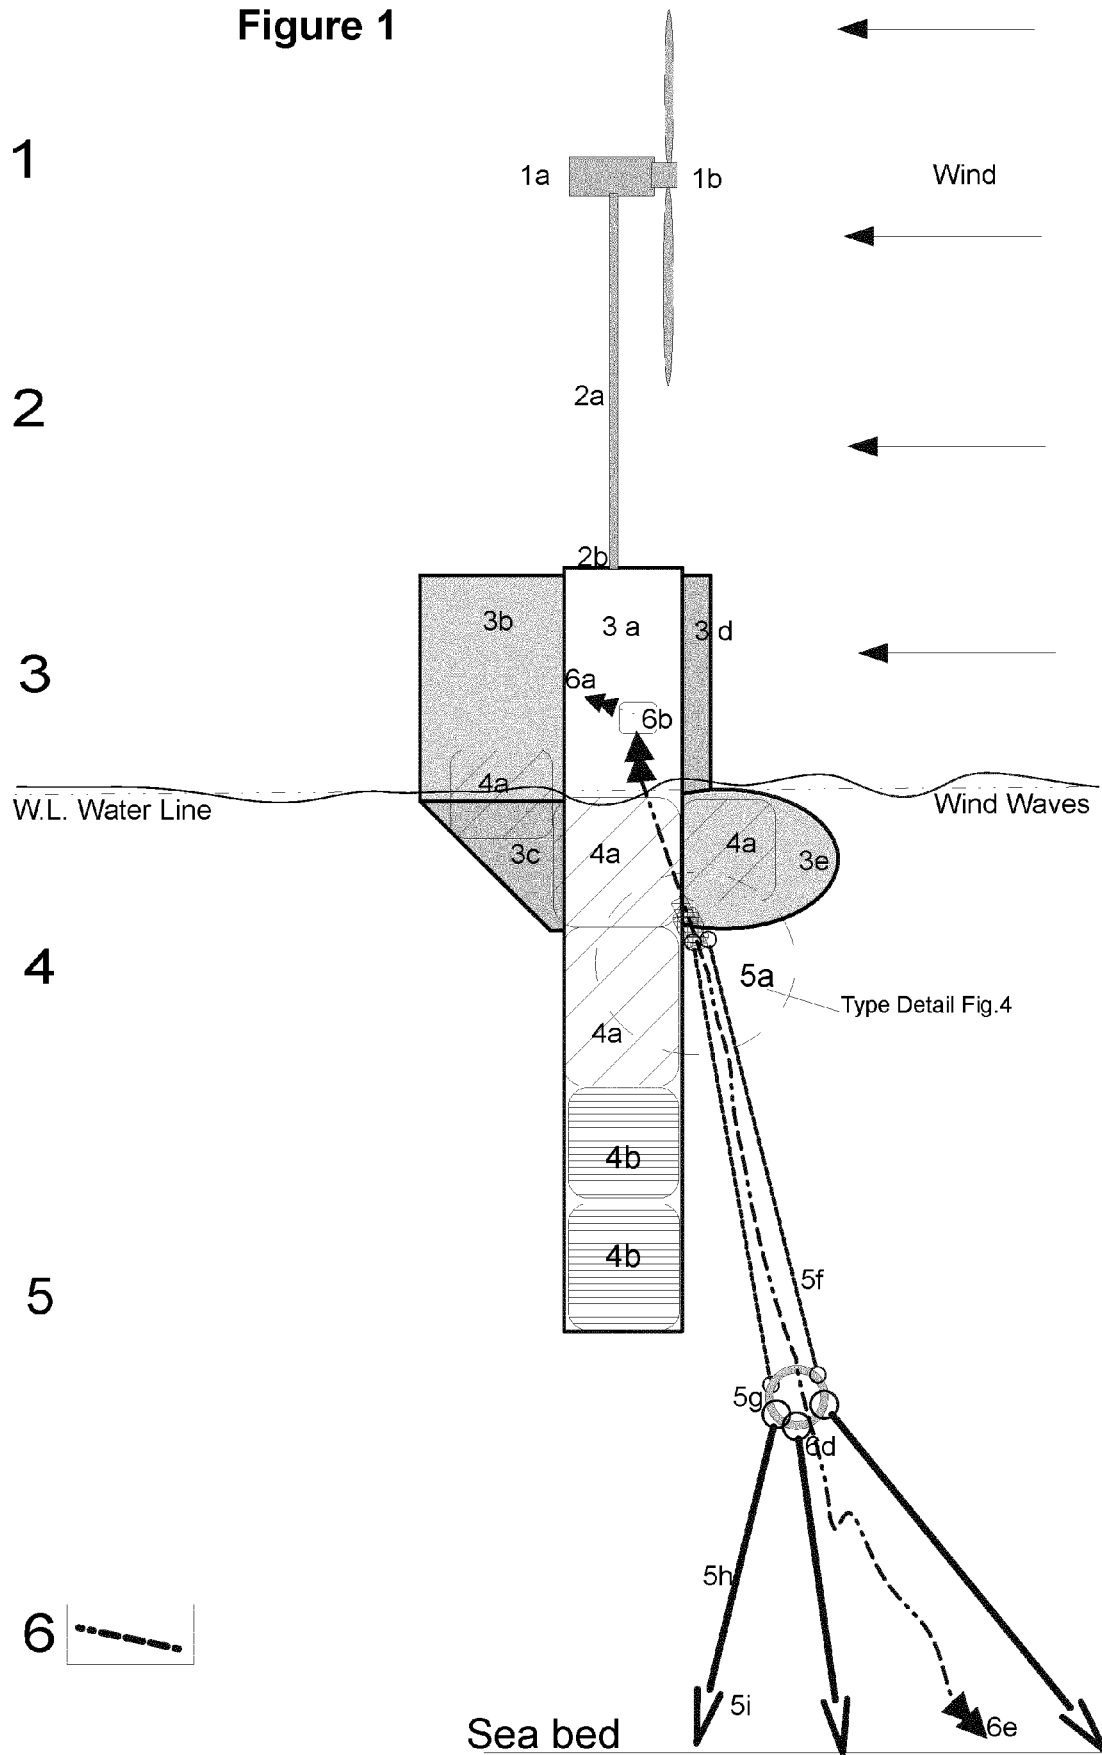 Figure 1
1
1a
1b
Wind
2
2a
2b
3b
3 a
3 d
3
6a
6b
4a
W.L. Water Line
Wind Waves
3c
4a
4a
3e
4
5a
Type Detail Fig.4
4a
4b
4b
5
5f
5g
6d
5h
6
5i
6e
Sea bed